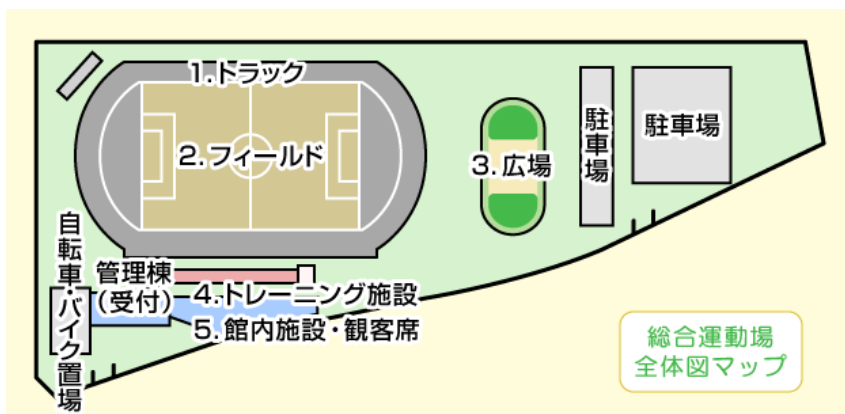 1.トラック
2.フィールド
3.広場
駐車場
駐車場
自転車・バイク置場
管理棟
(受付)
4.トレーニング施設
5.館内施設・観客席
総合運動場
全体図マップ